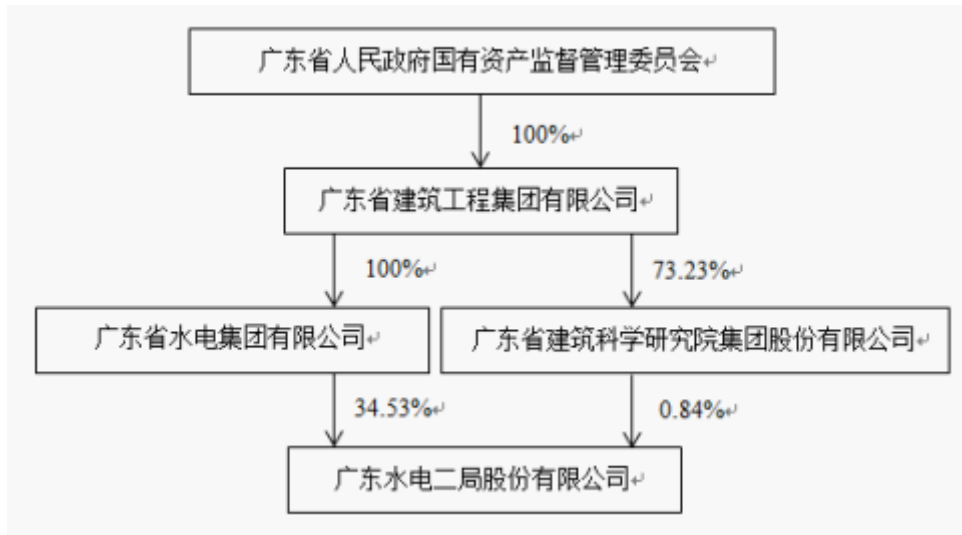 广东省人民政府国有资产监督管理委员会↵
100%↵
广东省建筑工程集团有限公司↵
100%↵
73.23%↵
广东省水电集团有限公司↵
广东省建筑科学研究院集团股份有限公司↵
34.53%↵
0.84%↵
广东水电二局股份有限公司↵